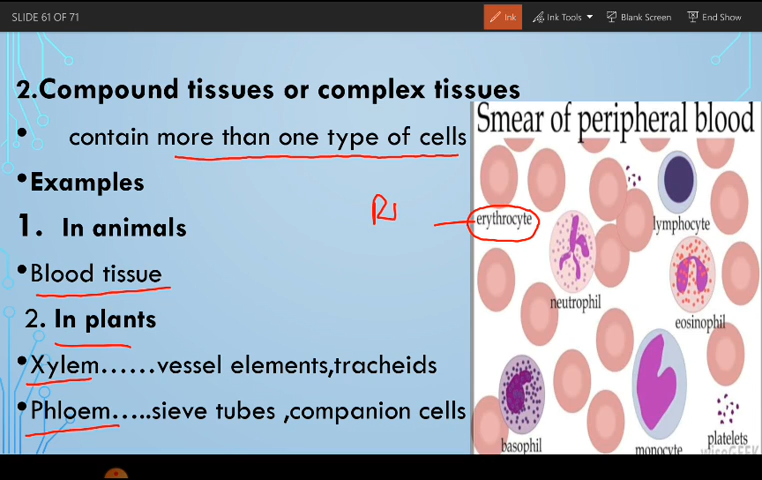 SLIDE 61 OF 71
Ink
Ink Tools
Blank Screen
End Show
2.Compound tissues or complex tissues
• contain more than one type of cells
•Examples
1. In animals
•Blood tissue
2. In plants
•Xylem......vessel elements,tracheids
•Phloem.....sieve tubes ,companion cells
Smear of peripheral blood
erythrocyte
lymphocyte
neutrophil
eosinophil
basophil
monocyte
platelets
wiseGEEK